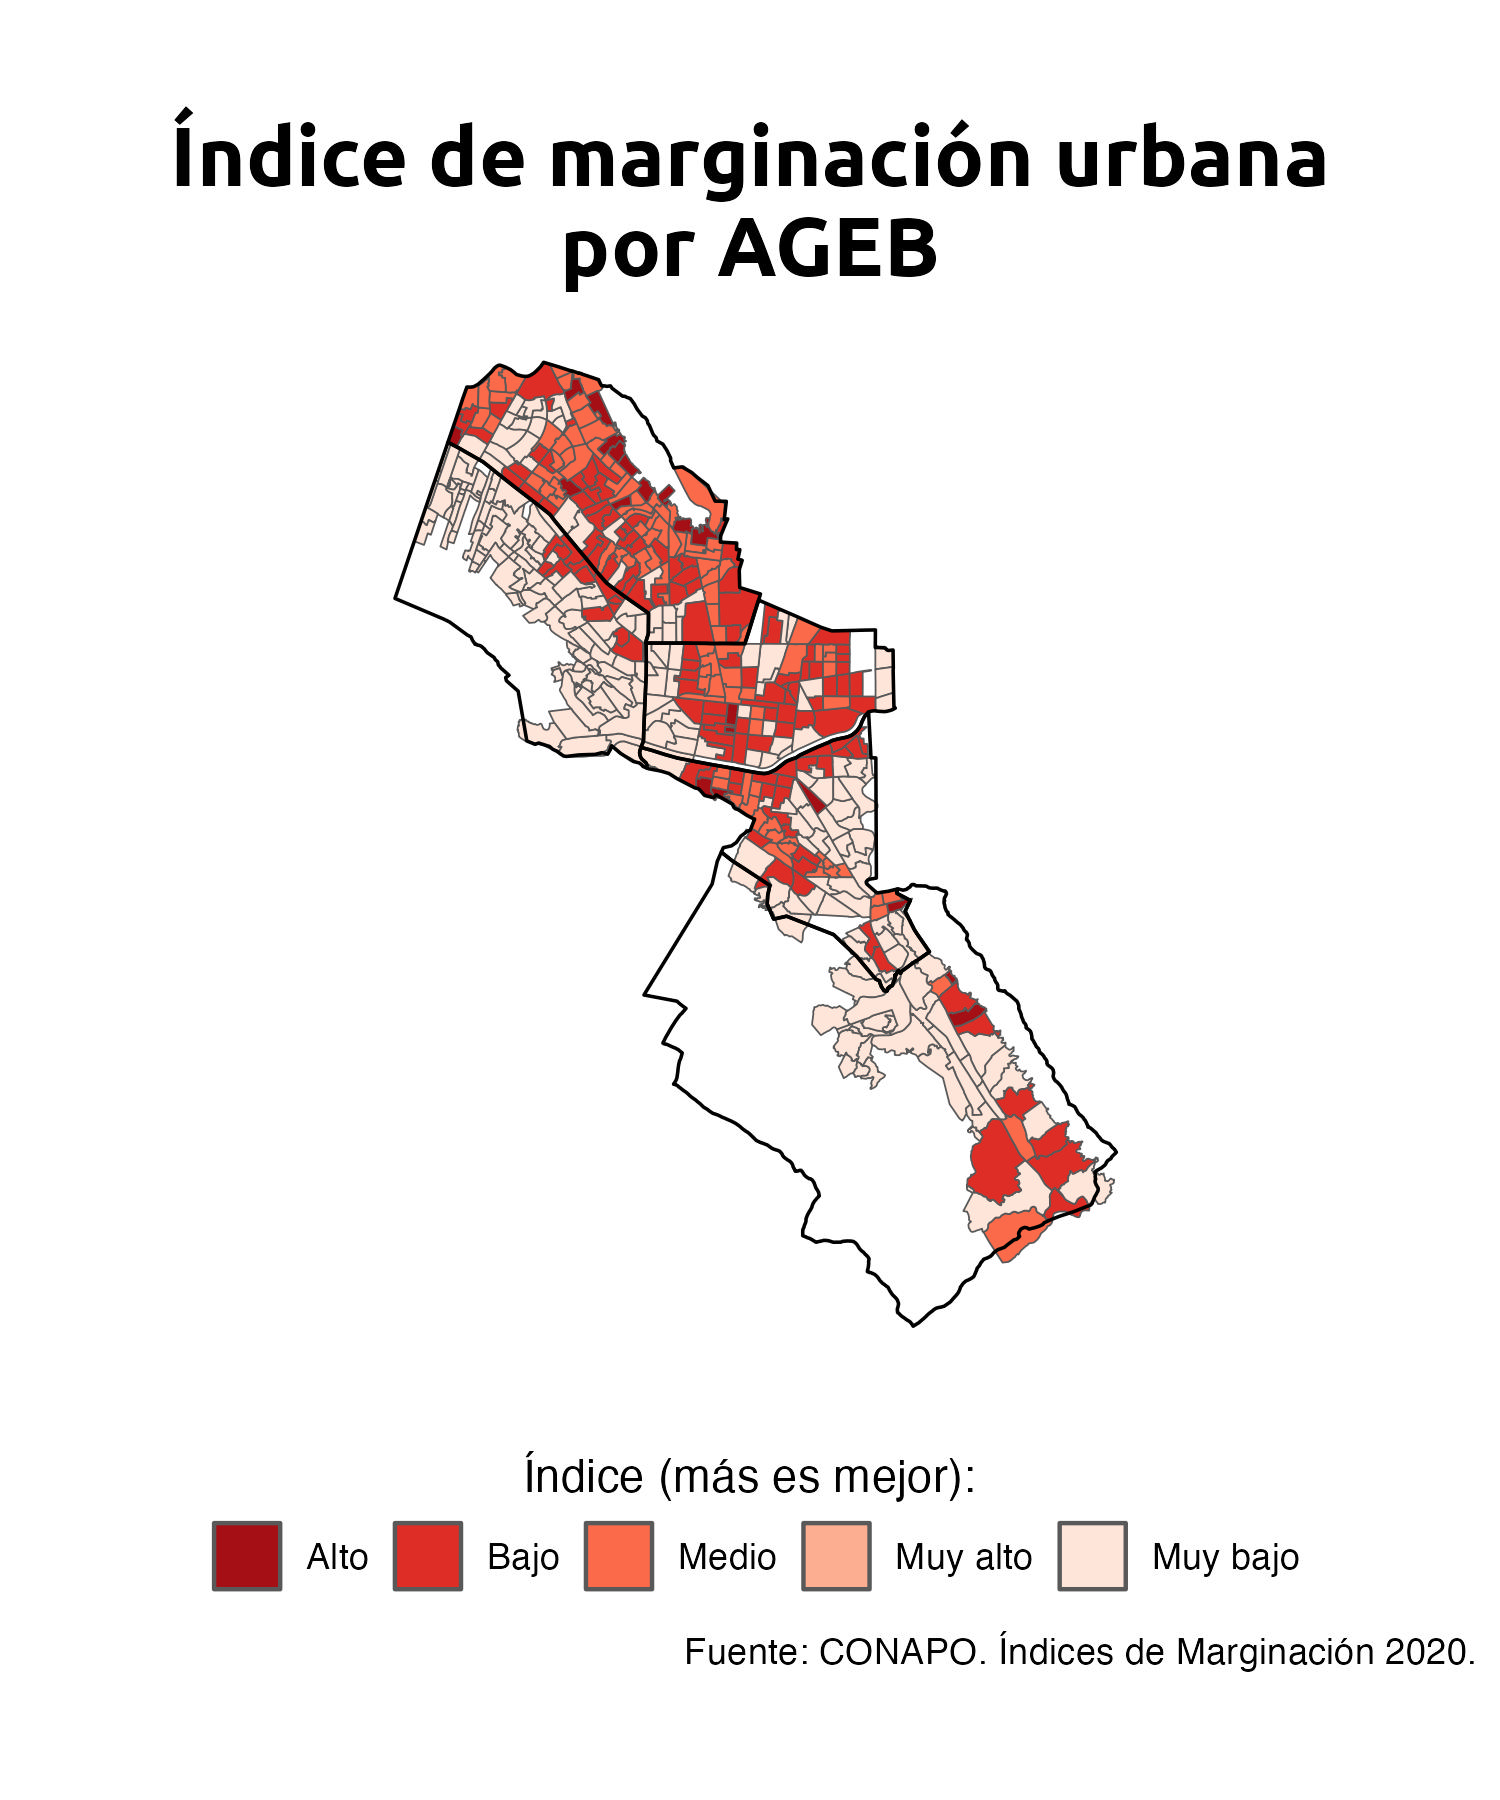 Índice de marginación urbana
por AGEB
Índice (más es mejor):
Alto Bajo Medio Muy alto Muy bajo
Fuente: CONAPO. Índices de Marginación 2020.